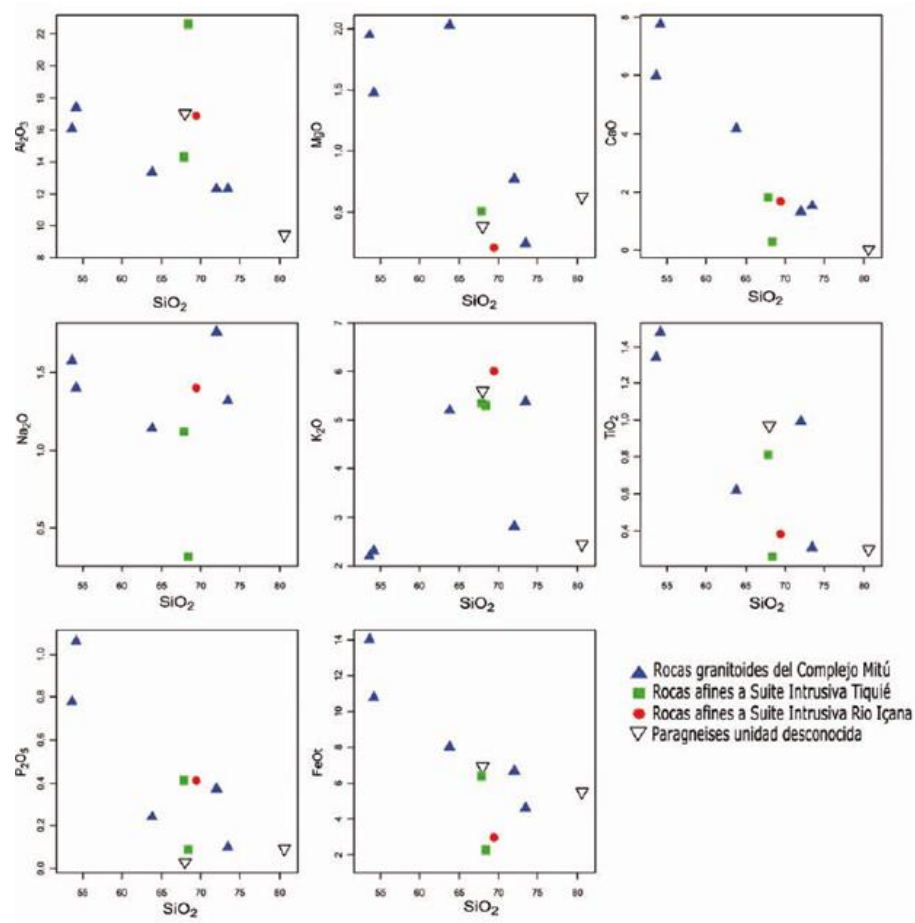 Al2O3
22
20
18
16
14
12
10
8
55 60 65 70 75 80
SiO2
MgO
2.0
1.5
1.0
0.5
55 60 65 70 75 80
SiO2
CaO
8
6
4
2
0
55 60 65 70 75 80
SiO2
Na2O
1.5
1.0
0.5
55 60 65 70 75 80
SiO2
K2O
7
6
5
4
3
2
55 60 65 70 75 80
SiO2
TiO2
1.4
1.2
1.0
0.8
0.6
0.4
55 60 65 70 75 80
SiO2
P2O5
1.0
0.8
0.6
0.4
0.2
0.0
55 60 65 70 75 80
SiO2
FeOt
14
12
10
8
6
4
2
55 60 65 70 75 80
SiO2
Rocas granitoides del Complejo Mitú
Rocas afines a Suite Intrusiva Tiquié
Rocas afines a Suite Intrusiva Rio Içana
Paragneises unidad desconocida